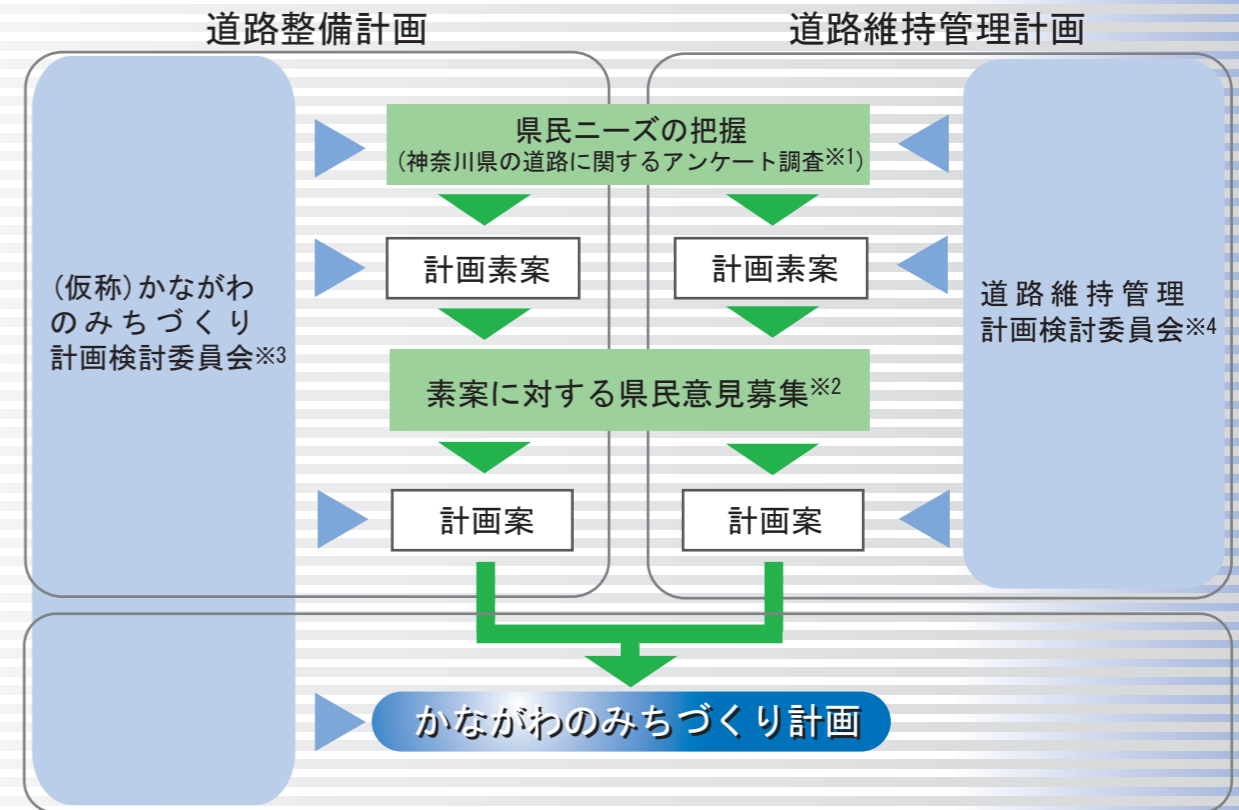 道路整備計画
道路維持管理計画
県民ニーズの把握
(神奈川県の道路に関するアンケート調査※1)
計画素案
計画素案
(仮称)かながわ
のみちづくり
計画検討委員会※3
道路維持管理
計画検討委員会※4
素案に対する県民意見募集※2
計画案
計画案
かながわのみちづくり計画